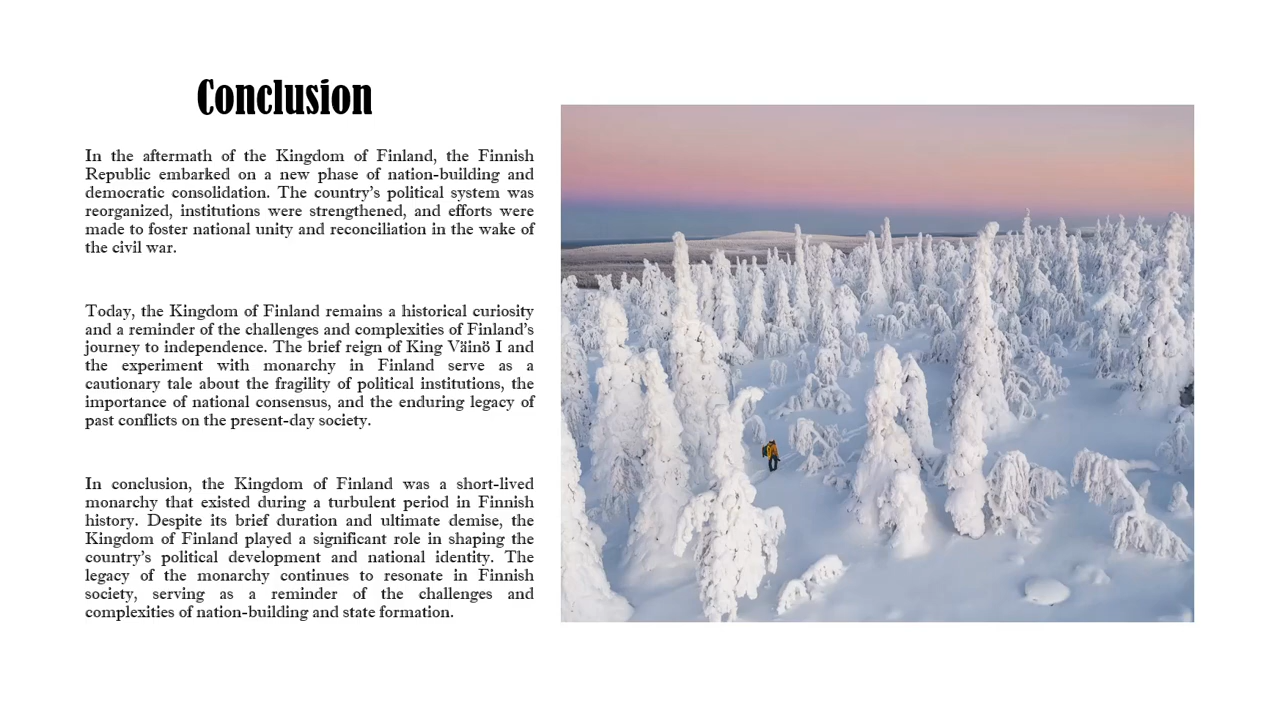 Conclusion
In the aftermath of the Kingdom of Finland, the Finnish
Republic embarked on a new phase of nation-building and
democratic consolidation. The country's political system was
reorganized, institutions were strengthened, and efforts were
made to foster national unity and reconciliation in the wake of
the civil war.
Today, the Kingdom of Finland remains a historical curiosity
and a reminder of the challenges and complexities of Finland's
journey to independence. The brief reign of King Väinö I and
the experiment with monarchy in Finland serve as a
cautionary tale about the fragility of political institutions, the
importance of national consensus, and the enduring legacy of
past conflicts on the present-day society.
In conclusion, the Kingdom of Finland was a short-lived
monarchy that existed during a turbulent period in Finnish
history. Despite its brief duration and ultimate demise, the
Kingdom of Finland played a significant role in shaping the
country's political development and national identity. The
legacy of the monarchy continues to resonate in Finnish
society, serving as a reminder of the challenges and
complexities of nation-building and state formation.